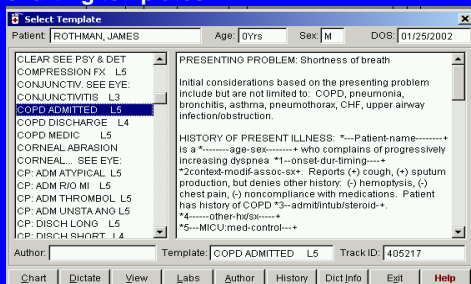 Select Template
Patient: ROTHMAN, JAMES Age: 0Yrs Sex: M DOS: 01/25/2002
CLEAR SEE PSY & DET
COMPRESSION FX L5
CONJUNCTIV. SEE EYE:
CONJUNCTIVITIS L3
COPD ADMITTED L5
COPD DISCHARGE L4
COPD MEDIC L5
CORNEAL ABRASION
CORNEAL... SEE EYE:
CP: ADM ATYPICAL L5
CP: ADM R/O MI L5
CP: ADM THROMBOL L5
CP: ADM UNSTA ANG L5
CP: DISCH LONG L5
CP: DISCH SHORT L4
PRESENTING PROBLEM: Shortness of breath
Initial considerations based on the presenting problem
include but are not limited to: COPD, pneumonia,
bronchitis, asthma, pneumothorax, CHF, upper airway
infection/obstruction.
HISTORY OF PRESENT ILLNESS: *---Patient-name--------+
is a *--------age-sex--------+ who complains of progressively
increasing dyspnea *1--onset-dur-timing----+
*2context-modif-assoc-sx+. Reports (+) cough, (+) sputum
production, but denies other history: (-) hemoptysis, (-)
chest pain, (-) noncompliance with medications. Patient
has history of COPD *3--admit/intub/steroid-+.
*4------other-hx/sx-----+
*5---MICU:med-cond---+
Author: Template: COPD ADMITTED L5 Track ID: 405217
Chart Dictate View Labs Author History Dict Info Exit Help